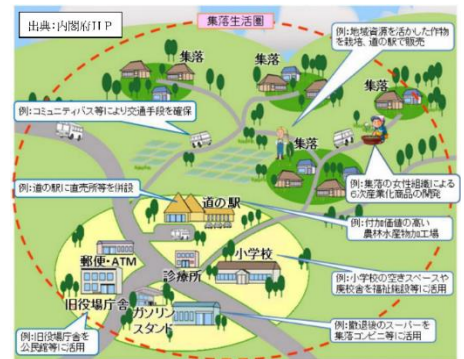 出典：内閣府HP
集落生活圏
例：地域資源を活かした作物
を栽培、道の駅で販売
集落
集落
例：コミュニティバス等により交通手段を確保
集落
集落
例：集落の女性組織による
6次産業化商品の開発
例：道の駅に直売所等を併設
道の駅
例：付加価値の高い
農林水産物加工場
郵便・ATM
小学校
診療所
例：小学校の空きスペースや
廃校舎を福祉施設等に活用
旧役場庁舎
ガソリン
スタンド
例：旧役場庁舎を
公民館等に活用
例：撤退後のスーパーを
集落コンビニ等に活用